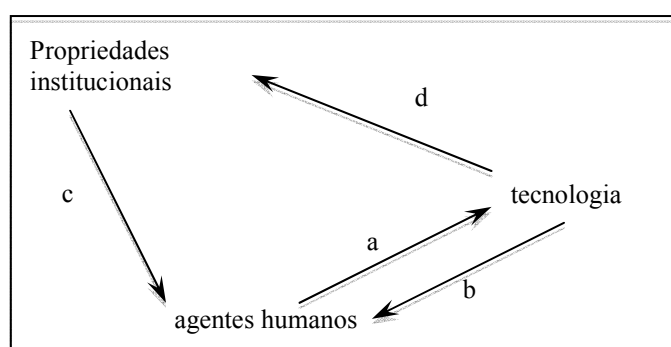 Propriedades
institucionais
d
tecnologia
c
a
b
agentes humanos